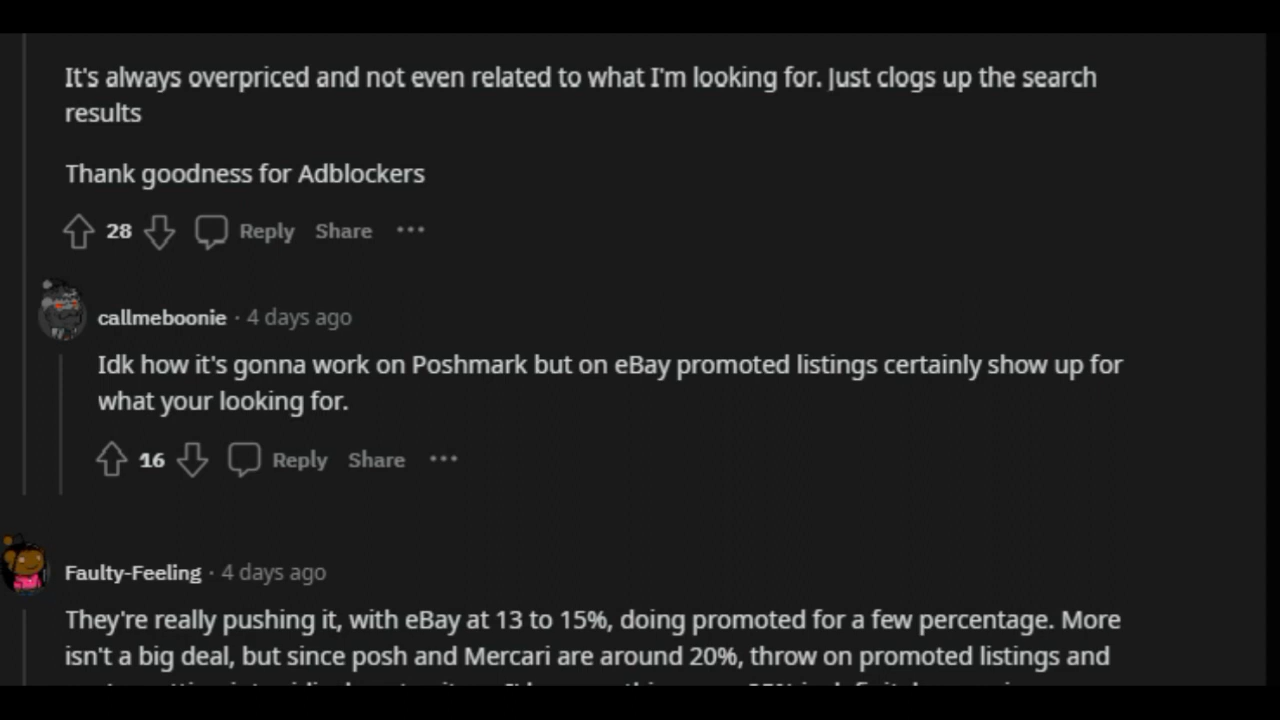 It's always overpriced and not even related to what I'm looking for. Just clogs up the search
results
Thank goodness for Adblockers
28 Reply Share ···
callmeboonie · 4 days ago
Idk how it's gonna work on Poshmark but on eBay promoted listings certainly show up for
what your looking for.
16 Reply Share ···
Faulty-Feeling · 4 days ago
They're really pushing it, with eBay at 13 to 15%, doing promoted for a few percentage. More
isn't a big deal, but since posh and Mercari are around 20%, throw on promoted listings and